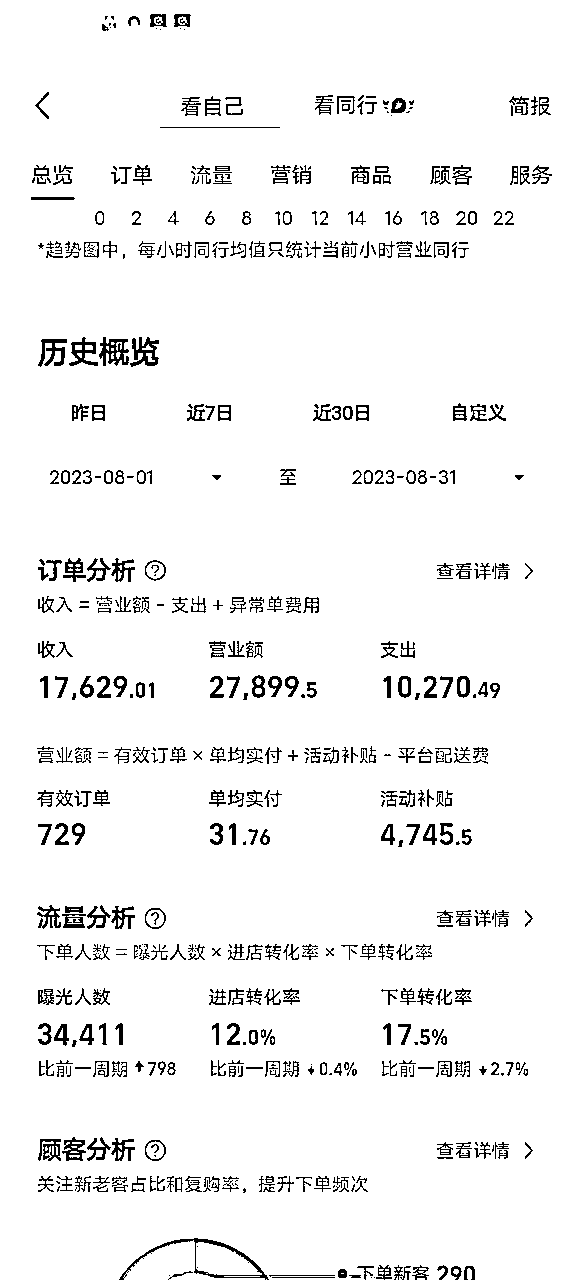 看自己 看同行 简报
总览 订单 流量 营销 商品 顾客 服务
0 2 4 6 8 10 12 14 16 18 20 22
*趋势图中，每小时同行均值只统计当前小时营业同行
历史概览
昨日 近7日 近30日 自定义
2023-08-01 至 2023-08-31
订单分析 ? 查看详情 >
收入 = 营业额 - 支出 + 异常单费用
收入 营业额 支出
17,629.01 27,899.5 10,270.49
营业额 = 有效订单 × 单均实付 + 活动补贴 - 平台配送费
有效订单 单均实付 活动补贴
729 31.76 4,745.5
流量分析 ? 查看详情 >
下单人数 = 曝光人数 × 进店转化率 × 下单转化率
曝光人数 进店转化率 下单转化率
34,411 12.0% 17.5%
比前一周期 ↑798 比前一周期 ↓0.4% 比前一周期 ↓2.7%
顾客分析 ? 查看详情 >
关注新老客占比和复购率，提升下单频次
下单新客 290